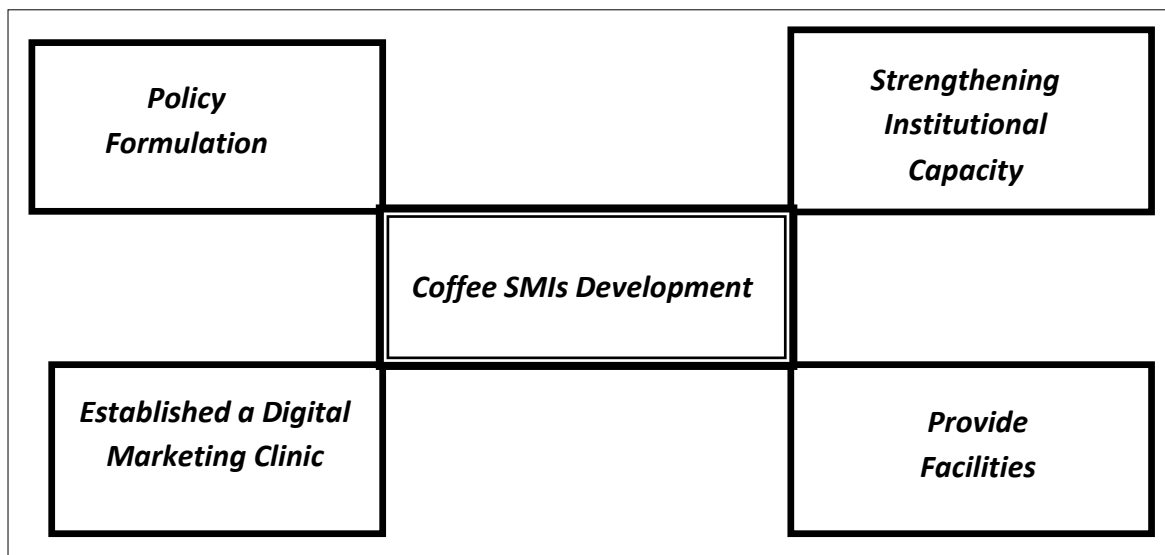 Policy
Formulation
Strengthening
Institutional
Capacity
Coffee SMIs Development
Established a Digital
Marketing Clinic
Provide
Facilities